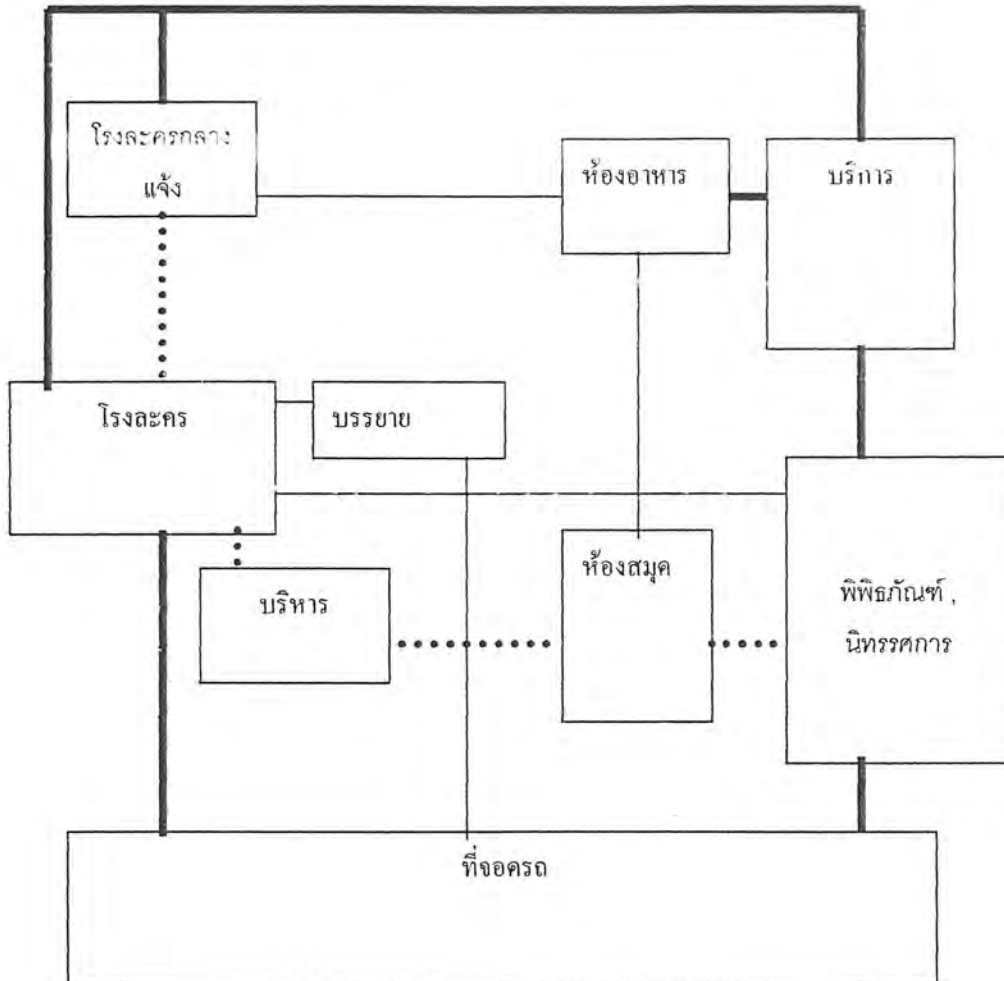 โรงละครกลาง
แจ้ง
ห้องอาหาร
บริการ
โรงละคร
บรรยาย
ห้องสมุด
บริหาร
พิพิธภัณฑ์ ,
นิทรรศการ
ที่จอดรถ